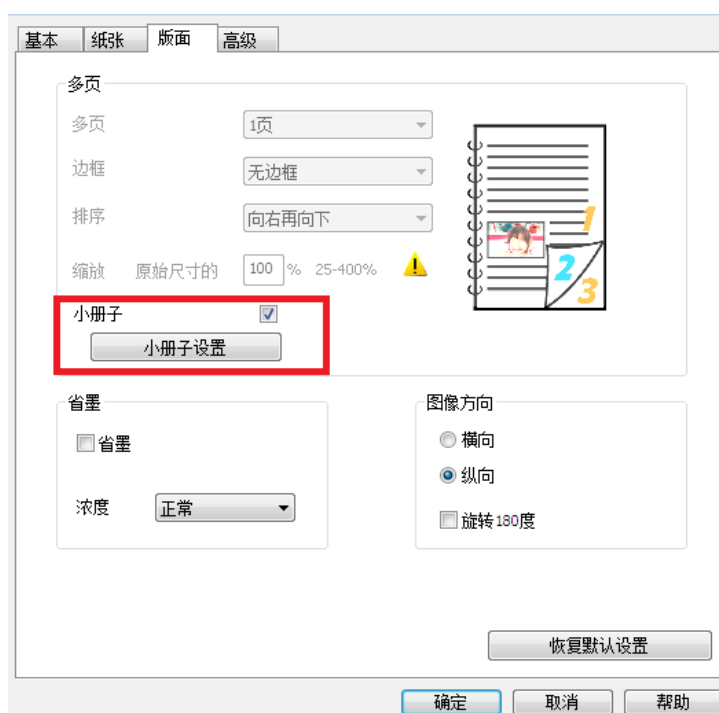 基本 纸张 版面 高级
多页
多页 1页
边框 无边框
排序 向右再向下
缩放 原始尺寸的 100 % 25-400%
1
2
3
小册子
小册子设置
省墨
省墨
浓度 正常
图像方向
横向
纵向
旋转180度
恢复默认设置
确定 取消 帮助